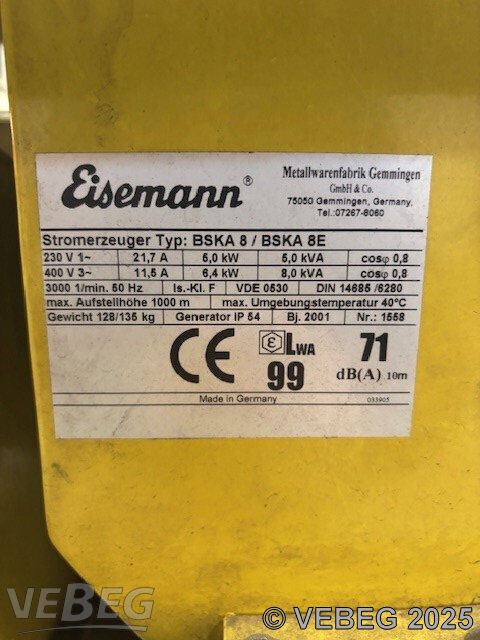 Eisemann®
Metallwarenfabrik Gemmingen
GmbH & Co.
75050 Gemmingen, Germany.
Tel.:07267-8060
Stromerzeuger Typ: BSKA 8 / BSKA 8E
230 V 1~ 21,7 A 5,0 kW 5,0 kVA cosφ 0,8
400 V 3~ 11,5 A 6,4 kW 8,0 kVA cosφ 0,8
3000 1/min. 50 Hz Is.-Kl. F VDE 0530 DIN 14685 /6280
max. Aufstellhöhe 1000 m max. Umgebungstemperatur 40°C
Gewicht 128/135 kg Generator IP 54 Bj. 2001 Nr.: 1558
CE ε LWA 71
99 dB(A) 10m
Made in Germany 033905
VEBEG
© VEBEG 2025